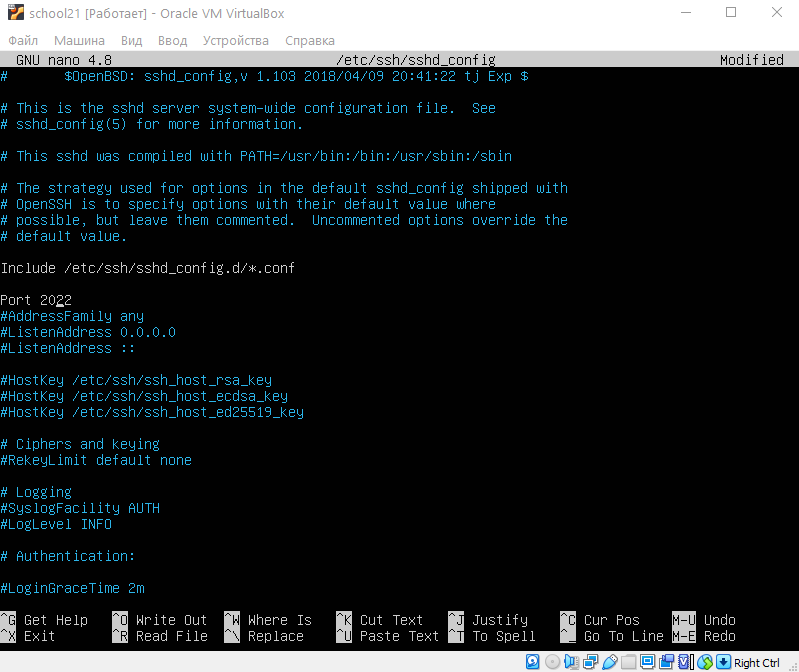 school21 [Работает] - Oracle VM VirtualBox
Файл Машина Вид Ввод Устройства Справка
GNU nano 4.8 /etc/ssh/sshd_config Modified
# $OpenBSD: sshd_config,v 1.103 2018/04/09 20:41:22 tj Exp $
# This is the sshd server system-wide configuration file. See
# sshd_config(5) for more information.
# This sshd was compiled with PATH=/usr/bin:/bin:/usr/sbin:/sbin
# The strategy used for options in the default sshd_config shipped with
# OpenSSH is to specify options with their default value where
# possible, but leave them commented. Uncommented options override the
# default value.
Include /etc/ssh/sshd_config.d/*.conf
Port 2022
#AddressFamily any
#ListenAddress 0.0.0.0
#ListenAddress ::
#HostKey /etc/ssh/ssh_host_rsa_key
#HostKey /etc/ssh/ssh_host_ecdsa_key
#HostKey /etc/ssh/ssh_host_ed25519_key
# Ciphers and keying
#RekeyLimit default none
# Logging
#SyslogFacility AUTH
#LogLevel INFO
# Authentication:
#LoginGraceTime 2m
^G Get Help ^O Write Out ^W Where Is ^K Cut Text ^J Justify ^C Cur Pos M-U Undo
^X Exit ^R Read File ^\ Replace ^U Paste Text ^T To Spell ^_ Go To Line M-E Redo
Right Ctrl